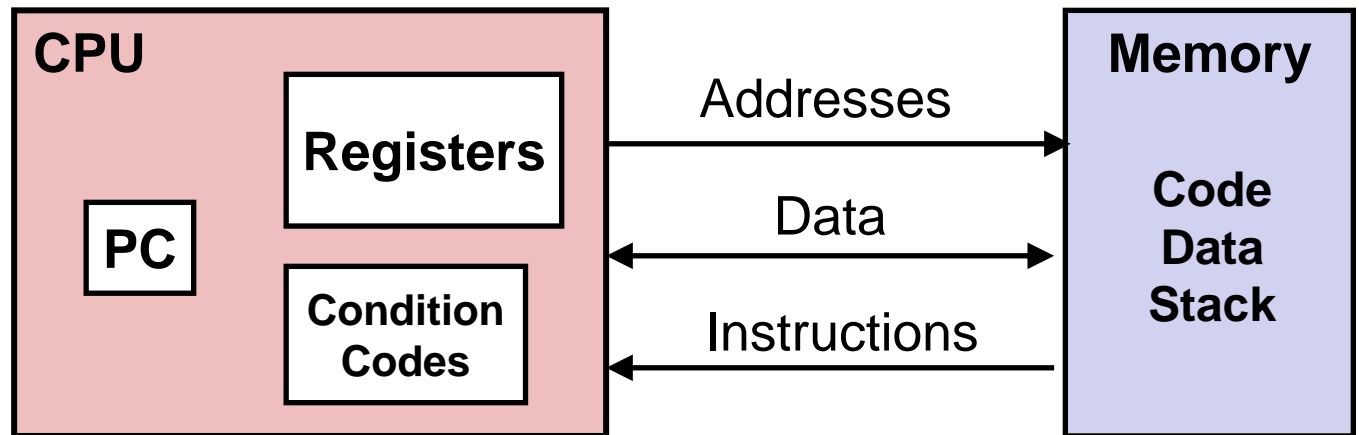 CPU
Registers
PC
Condition
Codes
Addresses
Data
Instructions
Memory
Code
Data
Stack